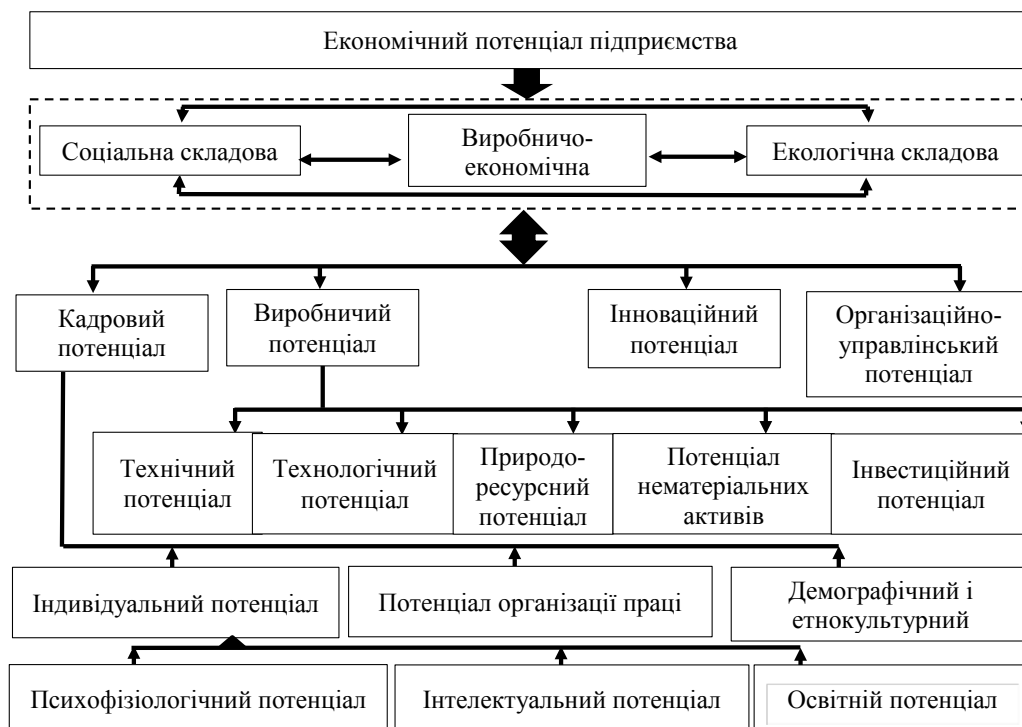 Економічний потенціал підприємства
Соціальна складова
Виробничо-
економічна
Екологічна складова
Кадровий
потенціал
Виробничий
потенціал
Інноваційний
потенціал
Організаційно-
управлінський
потенціал
Технічний
потенціал
Технологічний
потенціал
Природо-
ресурсний
потенціал
Потенціал
нематеріальних
активів
Інвестиційний
потенціал
Індивідуальний потенціал
Потенціал організації праці
Демографічний і
етнокультурний
Психофізіологічний потенціал
Інтелектуальний потенціал
Освітній потенціал